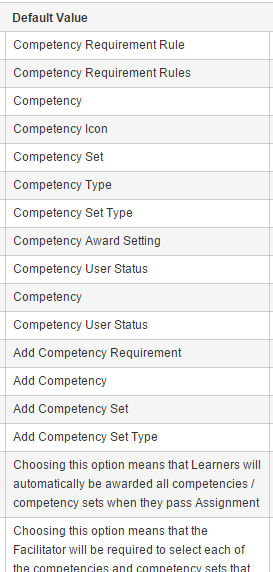 Default Value
Competency Requirement Rule
Competency Requirement Rules
Competency
Competency Icon
Competency Set
Competency Type
Competency Set Type
Competency Award Setting
Competency User Status
Competency
Competency User Status
Add Competency Requirement
Add Competency
Add Competency Set
Add Competency Set Type
Choosing this option means that Learners will
automatically be awarded all competencies /
competency sets when they pass Assignment
Choosing this option means that the
Facilitator will be required to select each of
the competencies and competency sets that